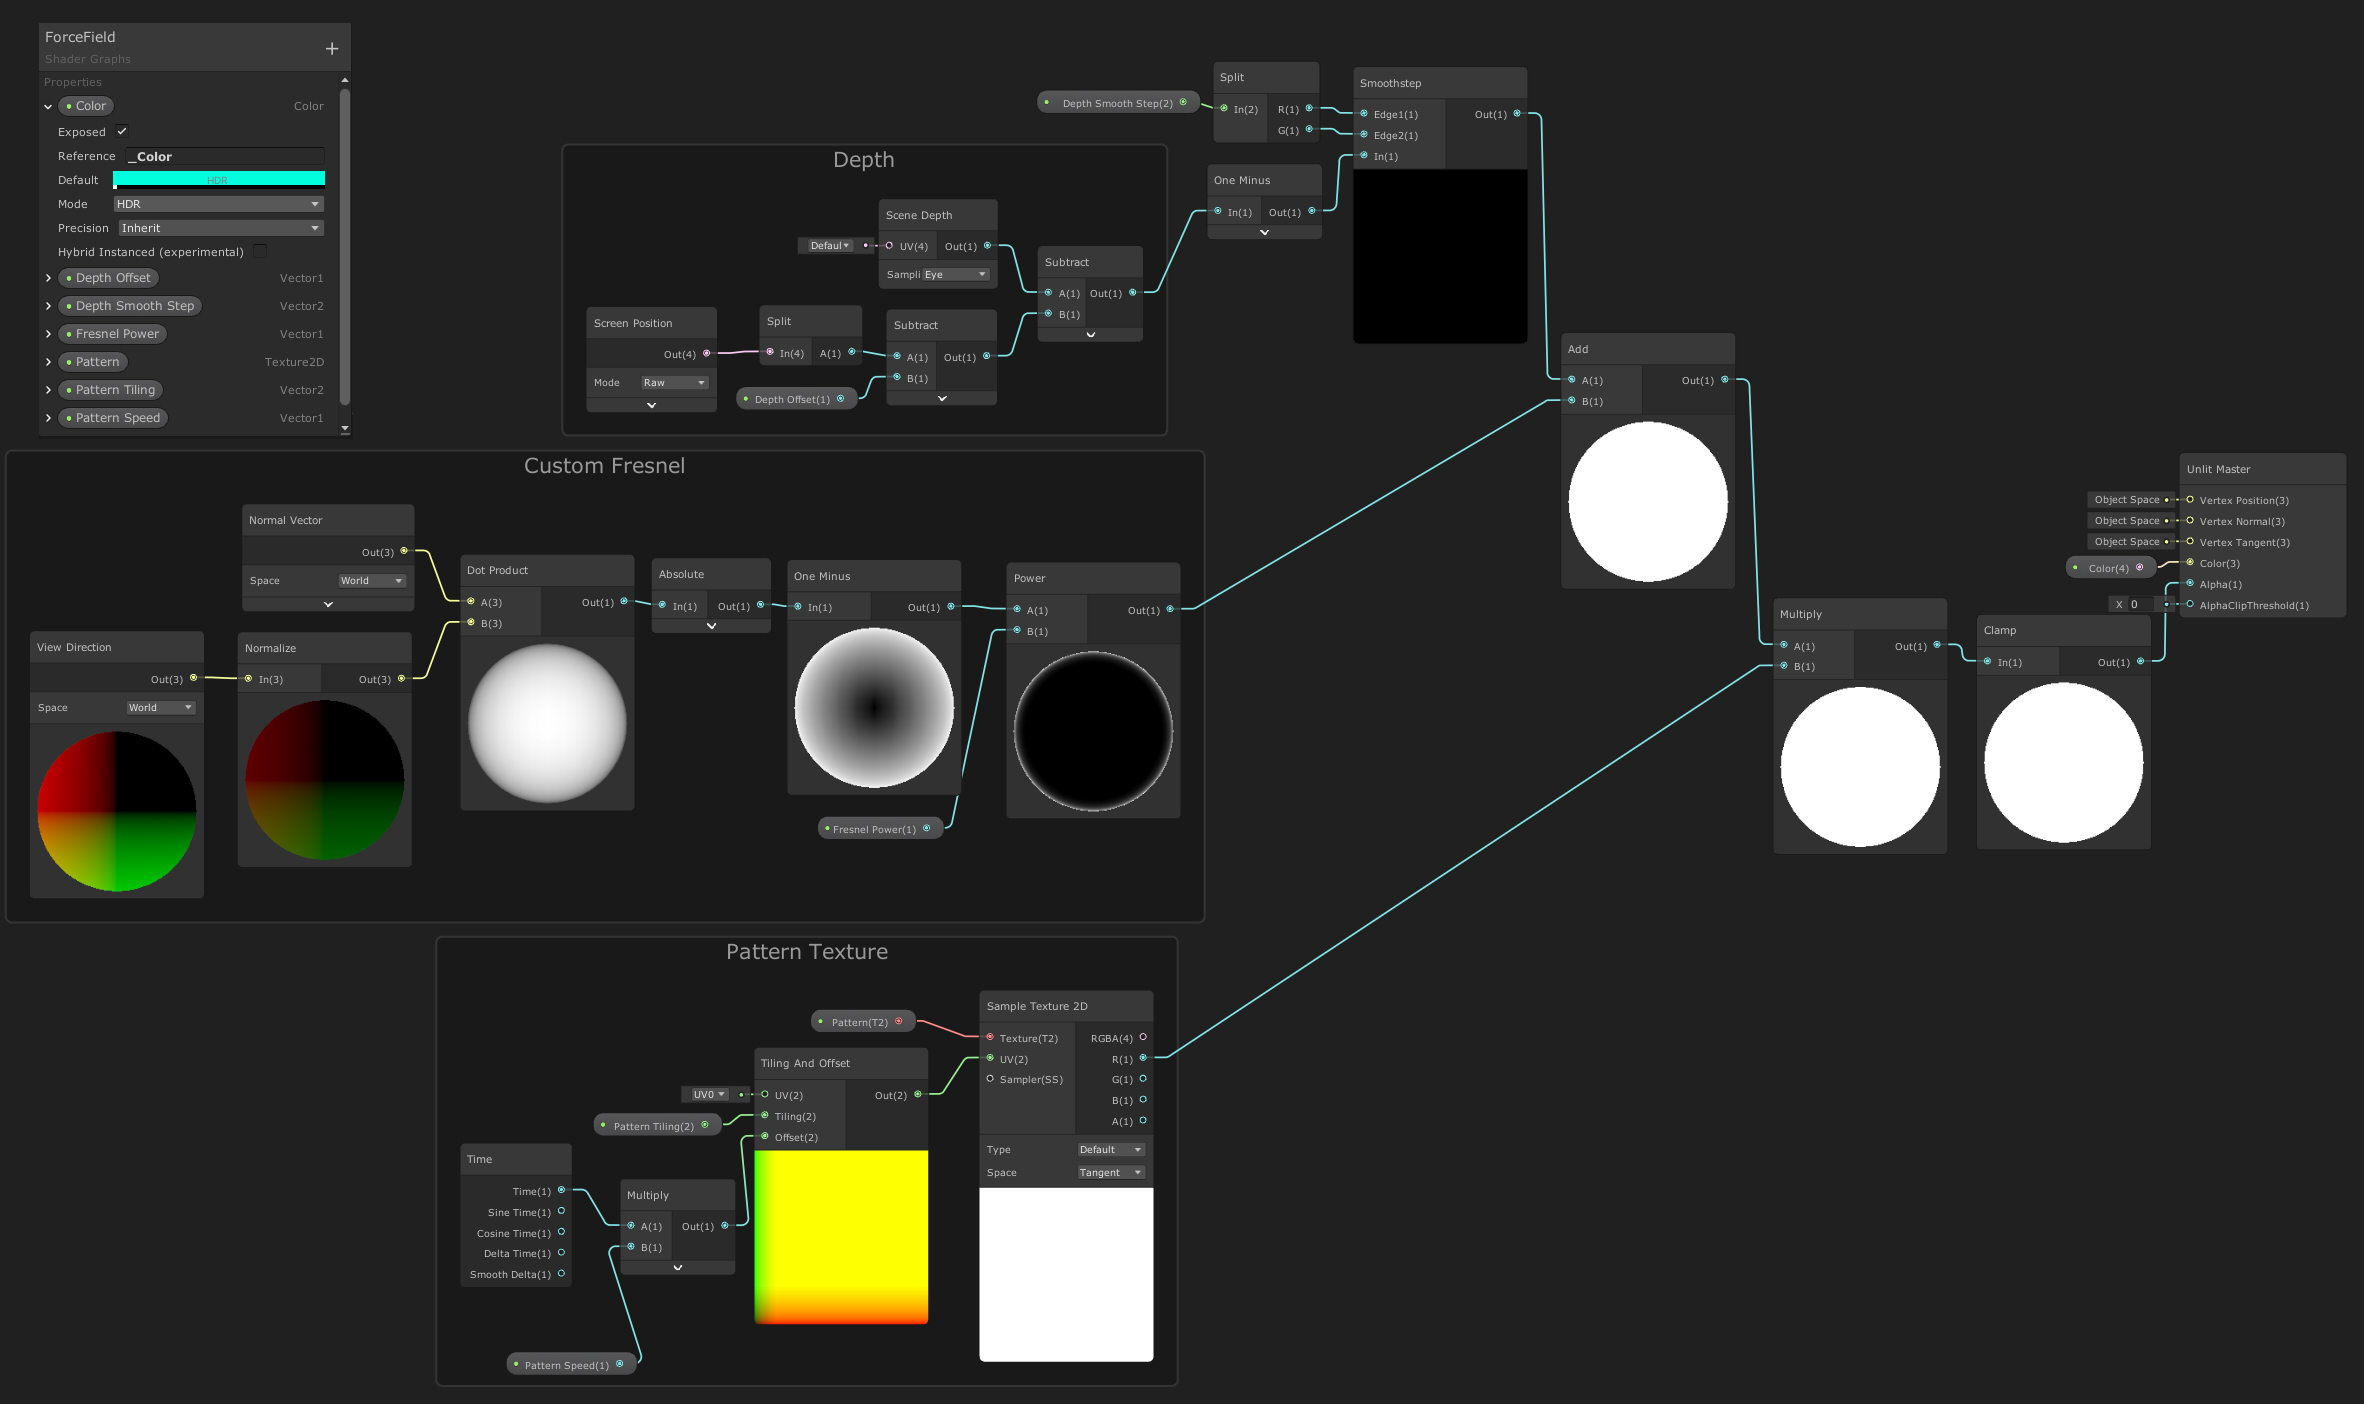 ForceField
+
Shader Graphs
Properties
Color Color
Exposed
Reference _Color
Default HDR
Mode HDR
Precision Inherit
Hybrid Instanced (experimental)
Depth Offset Vector1
Depth Smooth Step Vector2
Fresnel Power Vector1
Pattern Texture2D
Pattern Tiling Vector2
Pattern Speed Vector1
Depth Smooth Step(2)
Split
In(2) R(1)
G(1)
Smoothstep
Edge1(1) Out(1)
Edge2(1)
In(1)
One Minus
In(1) Out(1)
Depth
Scene Depth
Defaul
UV(4) Out(1)
Sampli Eye
Subtract
A(1) Out(1)
B(1)
Screen Position
Out(4)
Mode Raw
Split
In(4) A(1)
Depth Offset(1)
Subtract
A(1) Out(1)
B(1)
Add
A(1) Out(1)
B(1)
Custom Fresnel
Normal Vector
Out(3)
Space World
View Direction
Out(3)
Space World
Normalize
In(3) Out(3)
Dot Product
A(3) Out(1)
B(3)
Absolute
In(1) Out(1)
One Minus
In(1) Out(1)
Fresnel Power(1)
Power
A(1) Out(1)
B(1)
Unlit Master
Object Space Vertex Position(3)
Object Space Vertex Normal(3)
Object Space Vertex Tangent(3)
Color(4) Color(3)
Alpha(1)
X 0 AlphaClipThreshold(1)
Multiply
A(1) Out(1)
B(1)
Clamp
In(1) Out(1)
Pattern Texture
Pattern(T2)
Sample Texture 2D
Texture(T2) RGBA(4)
UV(2) R(1)
Sampler(SS) G(1)
B(1)
A(1)
Type Default
Space Tangent
Tiling And Offset
UV0
UV(2) Out(2)
Pattern Tiling(2)
Tiling(2)
Offset(2)
Time
Time(1)
Sine Time(1)
Cosine Time(1)
Delta Time(1)
Smooth Delta(1)
Multiply
A(1) Out(1)
B(1)
Pattern Speed(1)